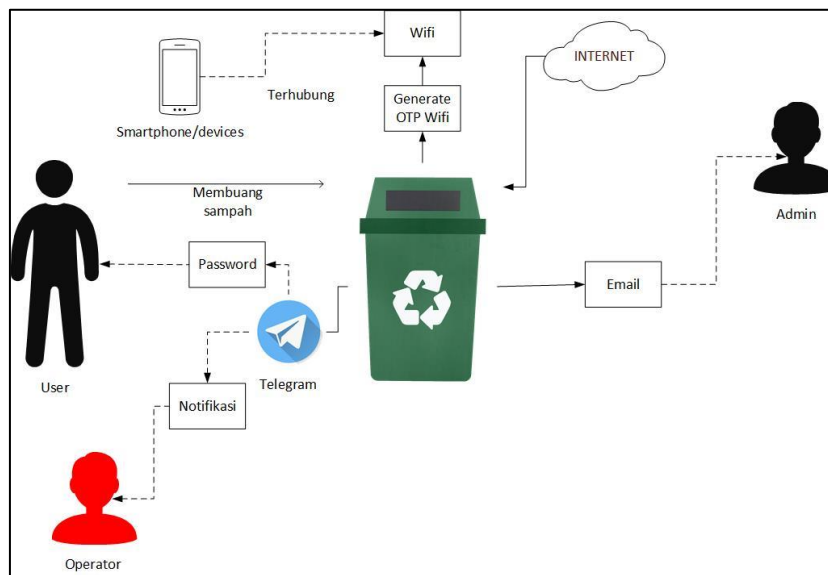 Wifi
INTERNET
Terhubung
Generate
OTP Wifi
Smartphone/devices
Membuang
sampah
Admin
Password
Email
User
Telegram
Notifikasi
Operator